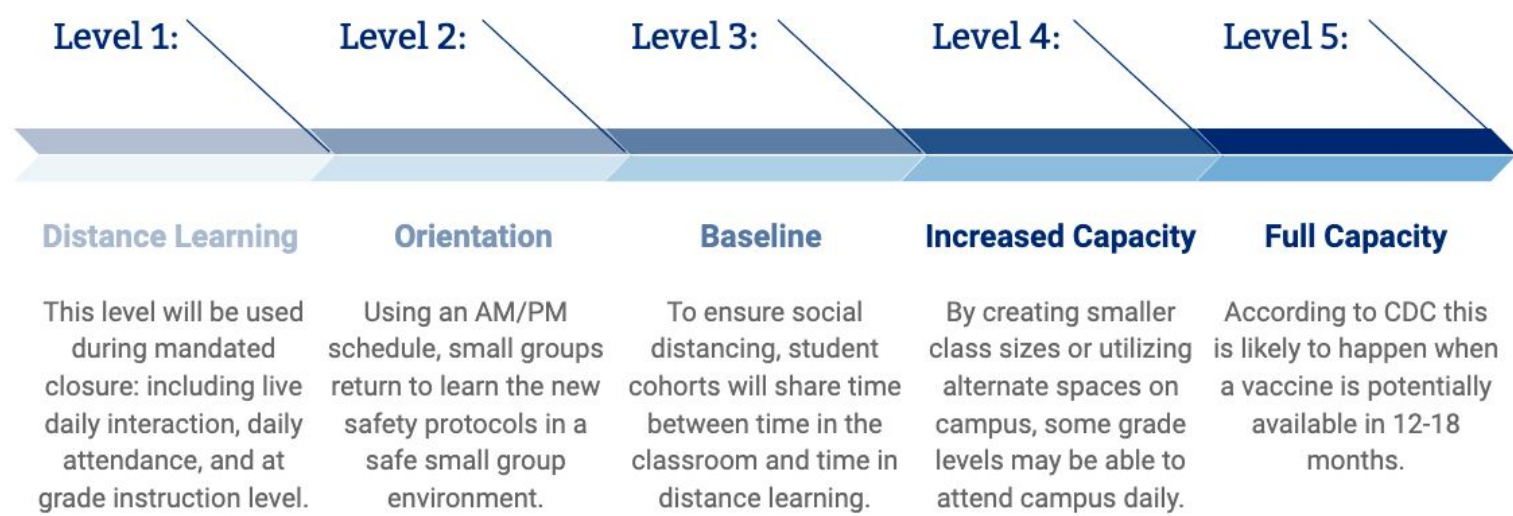 Level 1:
Level 2:
Level 3:
Level 4:
Level 5:
Distance Learning
This level will be used
during mandated
closure: including live
daily interaction, daily
attendance, and at
grade instruction level.
Orientation
Using an AM/PM
schedule, small groups
return to learn the new
safety protocols in a
safe small group
environment.
Baseline
To ensure social
distancing, student
cohorts will share time
between time in the
classroom and time in
distance learning.
Increased Capacity
By creating smaller
class sizes or utilizing
alternate spaces on
campus, some grade
levels may be able to
attend campus daily.
Full Capacity
According to CDC this
is likely to happen when
a vaccine is potentially
available in 12-18
months.